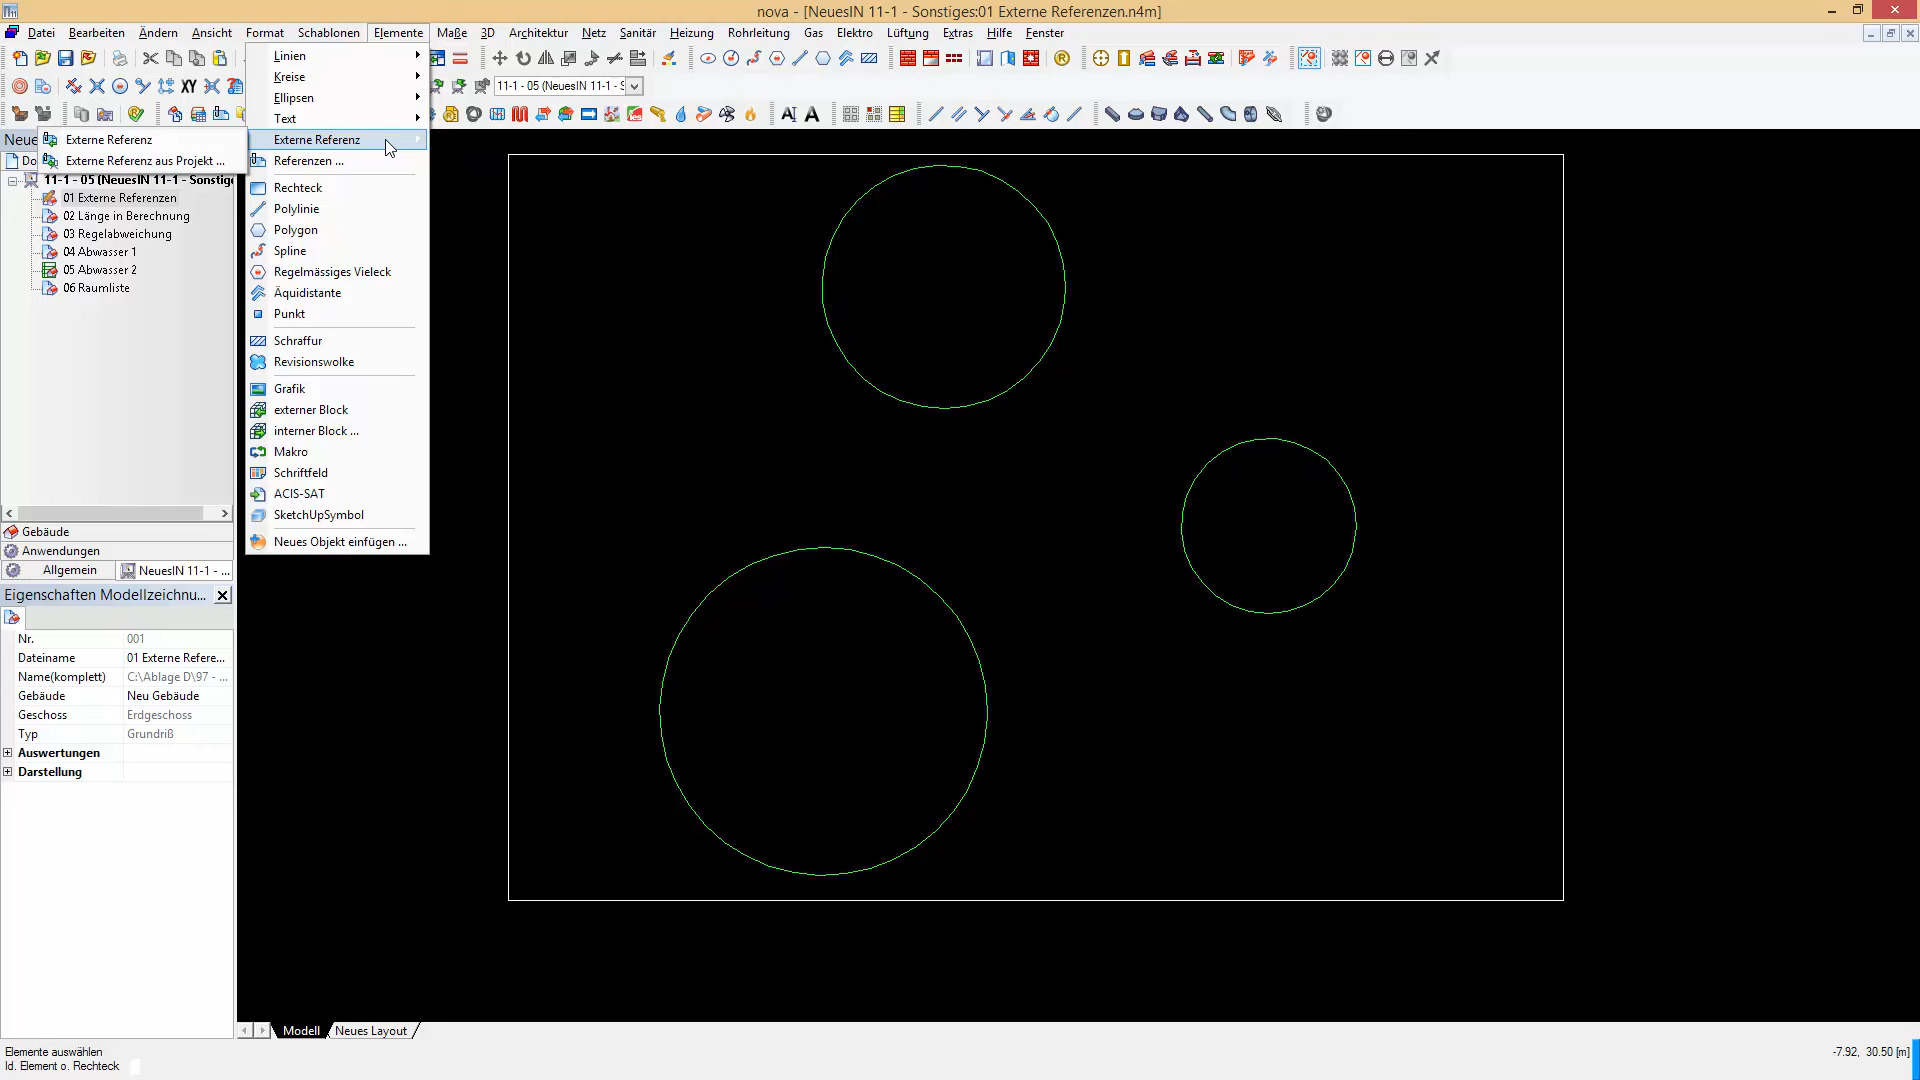 nova - [NeuesIN 11-1 - Sonstiges:01 Externe Referenzen.n4m]
Datei Bearbeiten Ändern Ansicht Format Schablonen Elemente Maße 3D Architektur Netz Sanitär Heizung Rohrleitung Gas Elektro Lüftung Extras Hilfe Fenster
XY
11-1 - 05 (NeuesIN 11-1 - S
Linien
Kreise
Ellipsen
Text
Externe Referenz
Referenzen ...
Rechteck
Polylinie
Polygon
Spline
Regelmässiges Vieleck
Äquidistante
Punkt
Schraffur
Revisionswolke
Grafik
externer Block
interner Block ...
Makro
Schriftfeld
ACIS-SAT
SketchUpSymbol
Neues Objekt einfügen ...
Externe Referenz
Externe Referenz aus Projekt ...
Neue
Do
11-1 - 05 (NeuesIN 11-1 - Sonstige
01 Externe Referenzen
02 Länge in Berechnung
03 Regelabweichung
04 Abwasser 1
05 Abwasser 2
06 Raumliste
Gebäude
Anwendungen
Allgemein NeuesIN 11-1 - ...
Eigenschaften Modellzeichnu...
Nr. 001
Dateiname 01 Externe Refere...
Name(komplett) C:\Ablage D\97 - ...
Gebäude Neu Gebäude
Geschoss Erdgeschoss
Typ Grundriß
Auswertungen
Darstellung
Modell Neues Layout
Elemente auswählen
Id. Element o. Rechteck
-7.92, 30.50 [m]